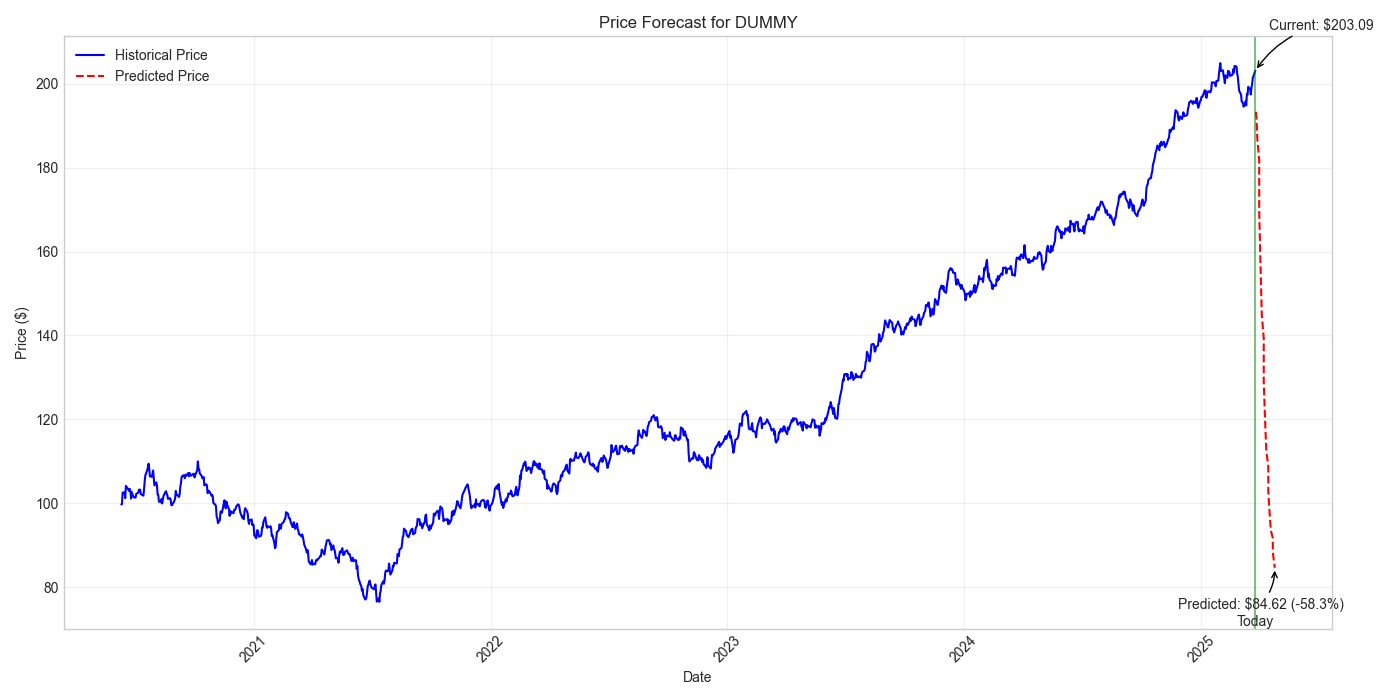 Price Forecast for DUMMY
Current: $203.09
Historical Price
Predicted Price
200
180
160
140
120
100
80
Price ($)
Predicted: $84.62 (-58.3%)
Today
2021
2022
2023
2024
2025
Date